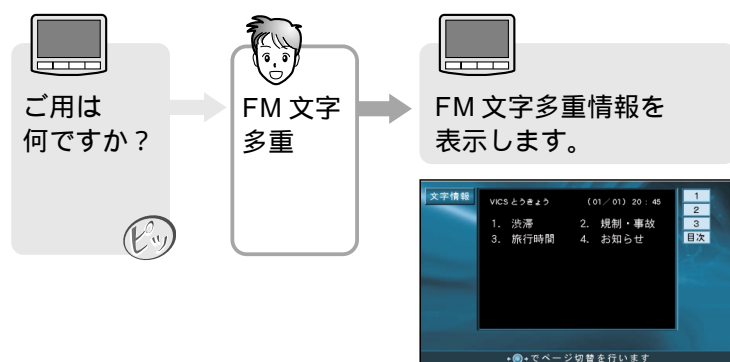 ご用は
何ですか？
ピッ
FM 文字
多重
FM 文字多重情報を
表示します。
文字情報
VICS とうきょう (01／01) 20：45
1. 渋滞 2. 規制・事故
3. 旅行時間 4. お知らせ
1
2
3
目次
でページ切替を行います